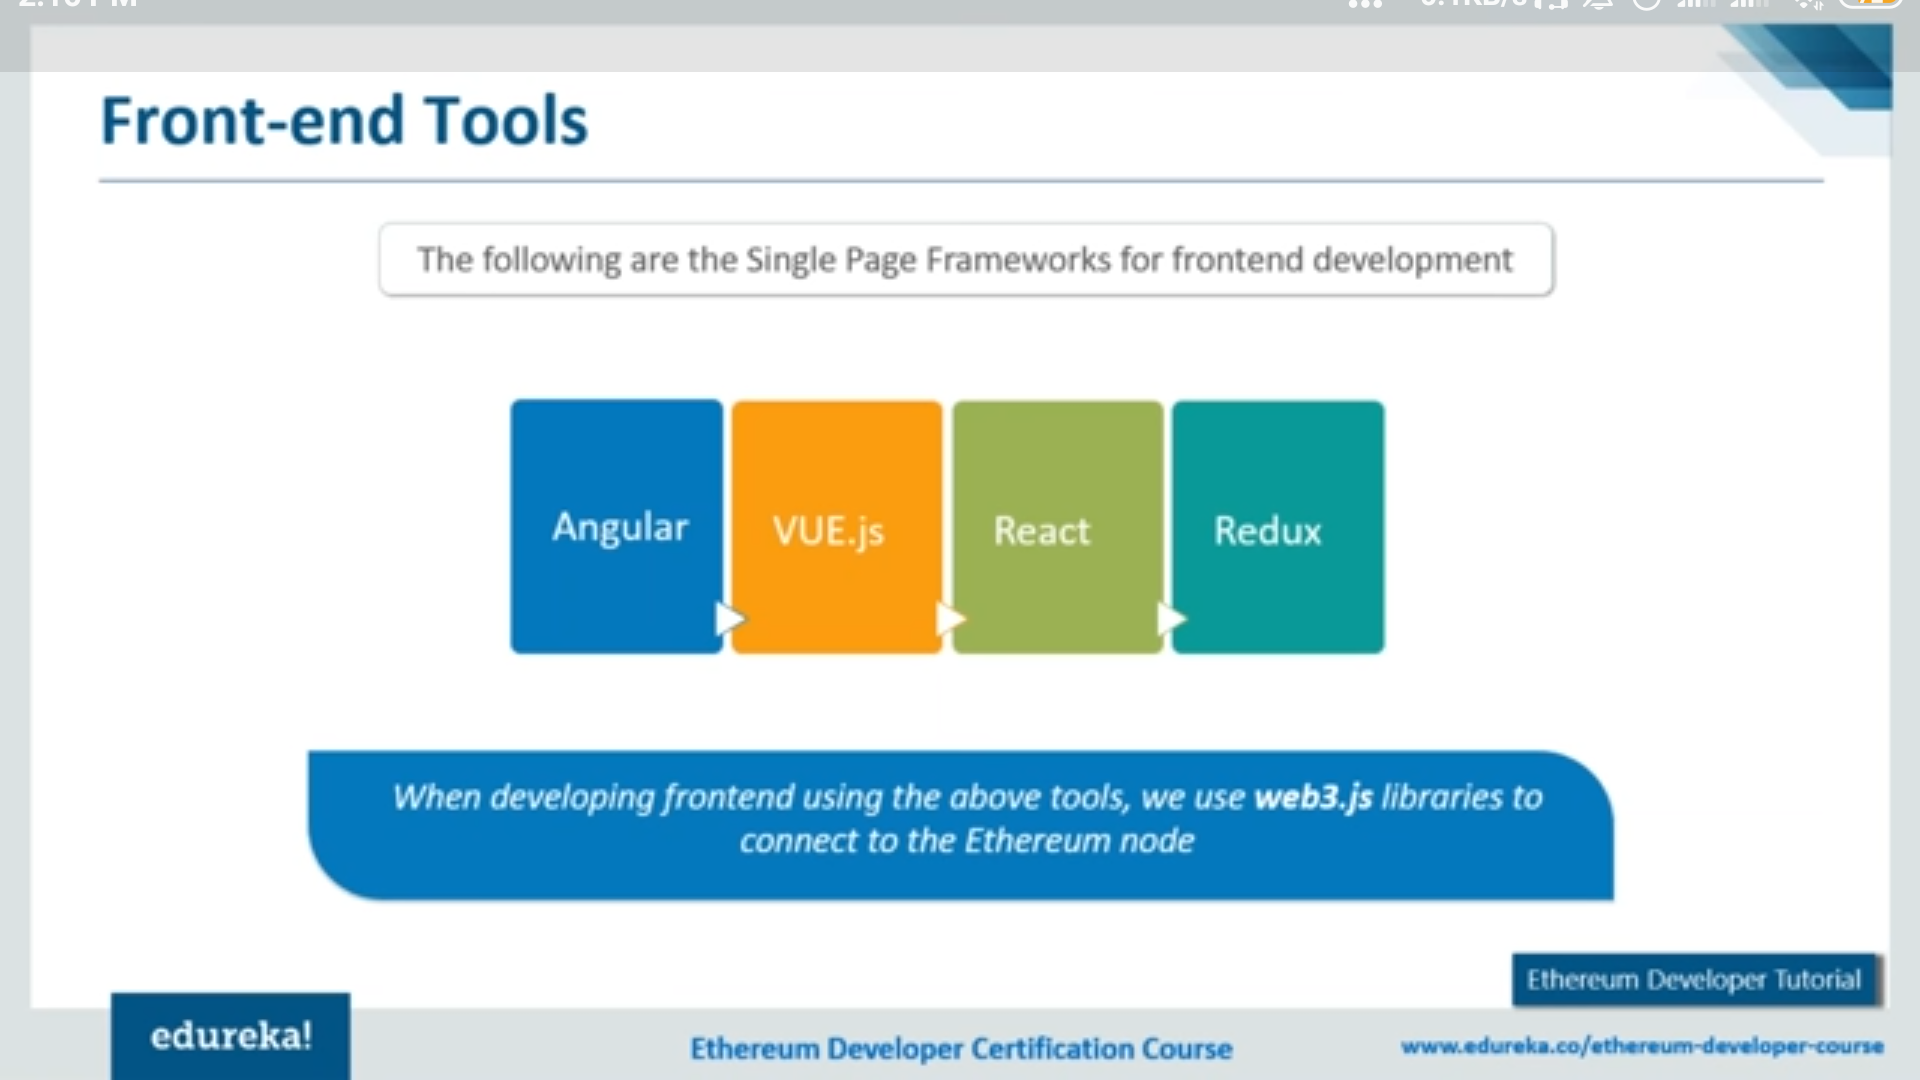 Front-end Tools
The following are the Single Page Frameworks for frontend development
Angular
VUE.js
React
Redux
When developing frontend using the above tools, we use web3.js libraries to
connect to the Ethereum node
Ethereum Developer Tutorial
edureka!
Ethereum Developer Certification Course
www.edureka.co/ethereum-developer-course